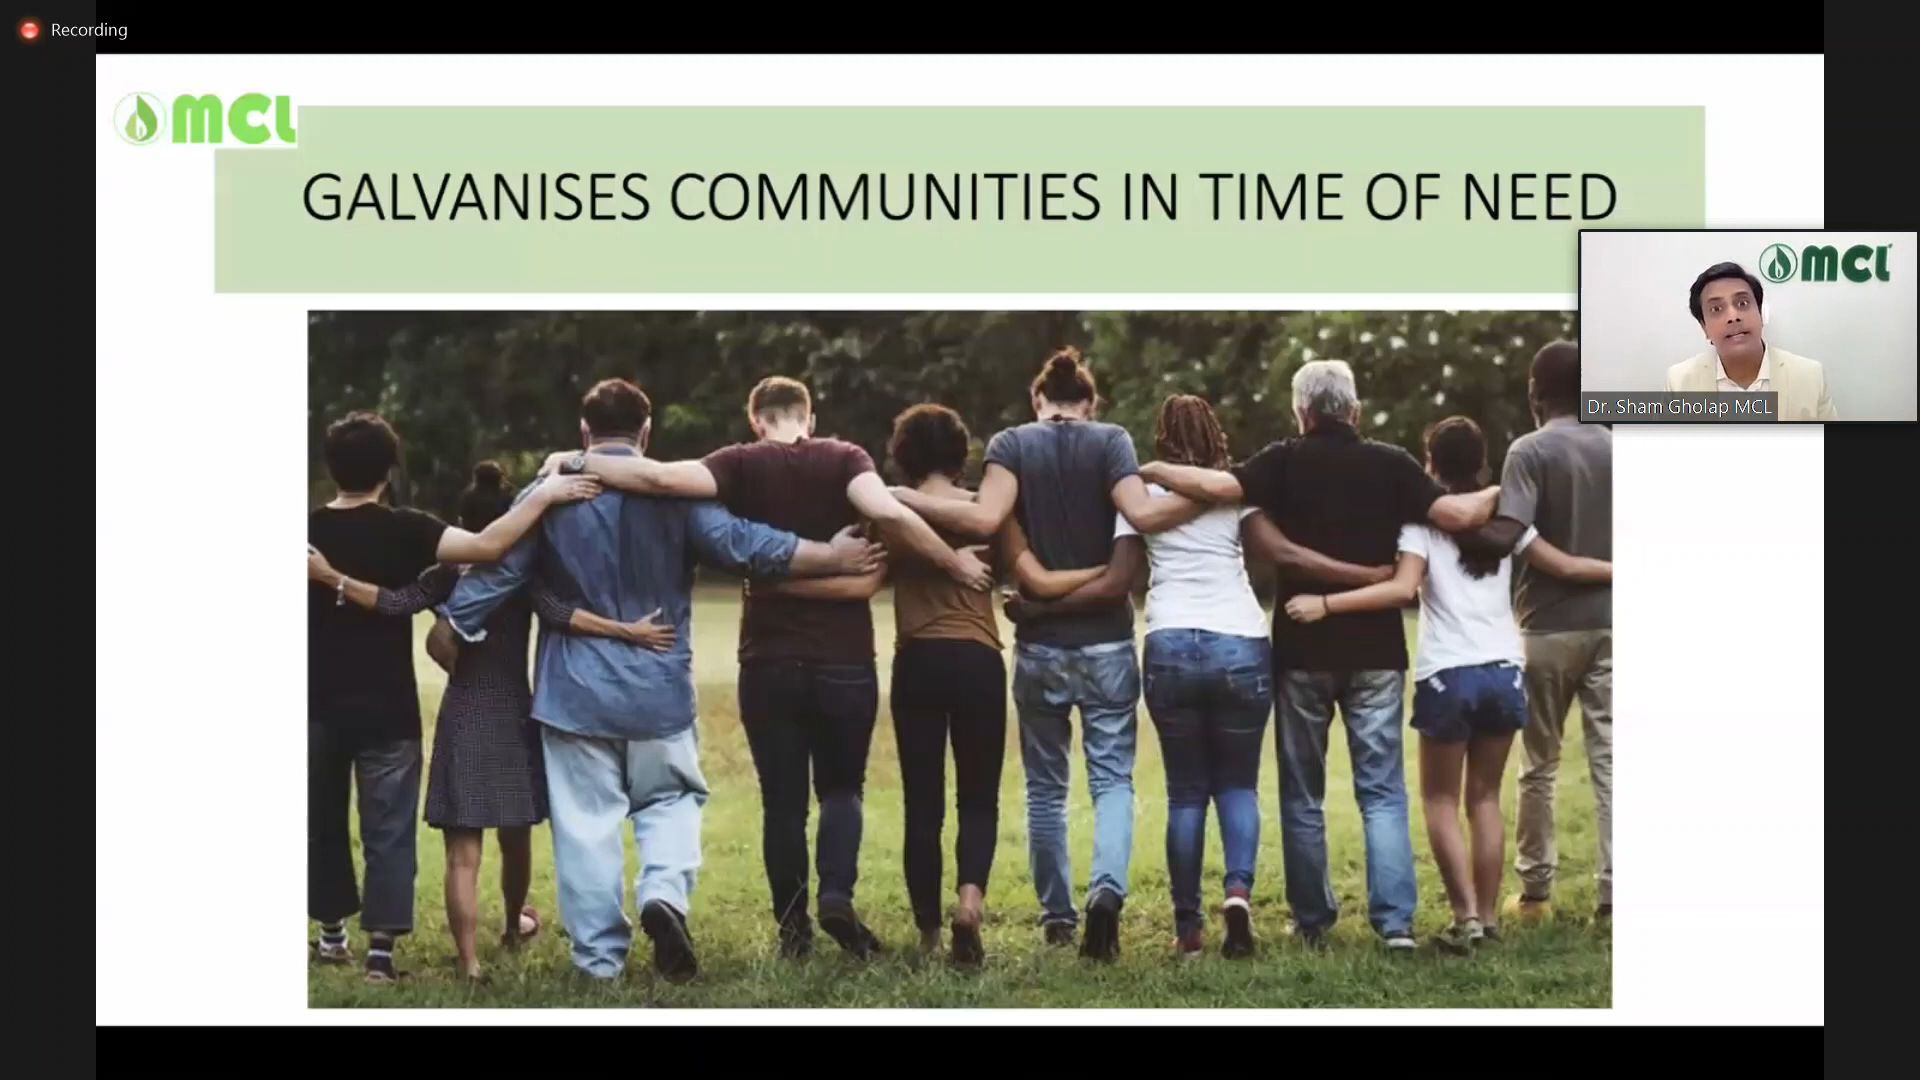 Recording
MCL
GALVANISES COMMUNITIES IN TIME OF NEED
MCL
Dr. Sham Gholap MCL